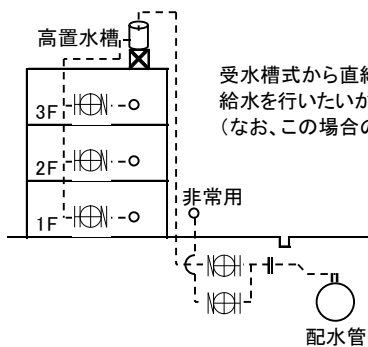 高置水槽
受水槽式から直
給水を行いたいが
(なお、この場合の
3F
2F
1F
非常用
配水管